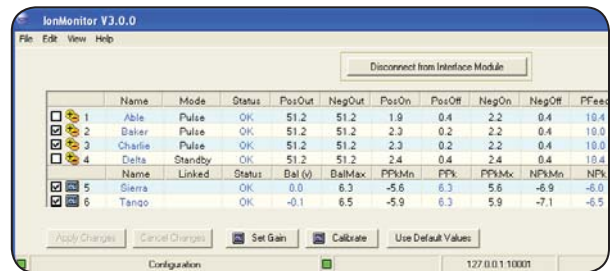 IonMonitor V3.0.0
File Edit View Help
Disconnect from Interface Module
Name Mode Status PosOut NegOut PosOn PosOff NegOn NegOff PFeed
1 Able Pulse OK 51.2 51.2 1.9 0.4 2.2 0.4 18.4
2 Baker Pulse OK 51.2 51.2 2.3 0.2 2.2 0.4 18.4
3 Charlie Pulse OK 51.2 51.2 2.3 0.2 2.2 0.4 18.4
4 Delta Standby OK 51.2 51.2 2.4 0.4 2.4 0.4 18.4
Name Linked Status Bal (v) BalMax PPkMn PPk PPkMx NPkMn NPk
5 Sierra OK 0.0 6.3 -5.6 6.3 5.6 -6.9 -6.0
6 Tango OK -0.1 6.5 -5.9 6.3 5.9 -7.1 -6.5
Apply Changes Cancel Changes Set Gain Calibrate Use Default Values
Configuration 127.0.0.1:10001